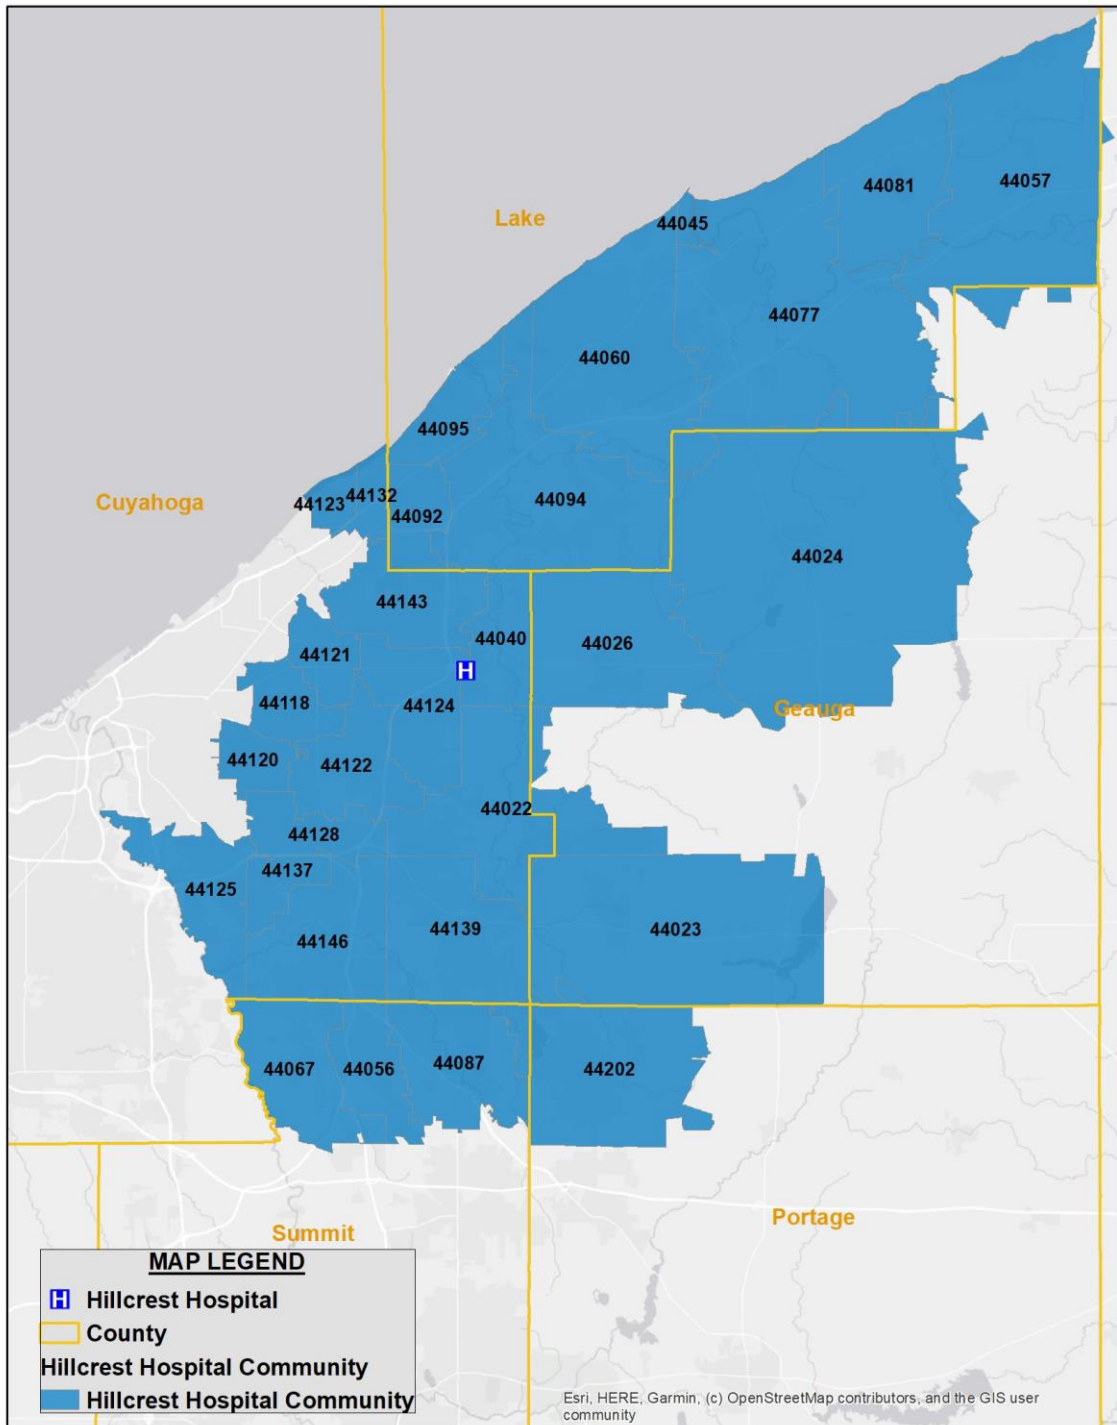 44057
44081
Lake
44045
44077
44060
44095
Cuyahoga
44123
44132
44092
44094
44024
44143
44040
44026
44121
H
44118
44124
Geauga
44120
44122
44022
44128
44137
44125
44139
44023
44146
44067
44056
44087
44202
Portage
Summit
MAP LEGEND
H Hillcrest Hospital
County
Hillcrest Hospital Community
Hillcrest Hospital Community
Esri, HERE, Garmin, (c) OpenStreetMap contributors, and the GIS user
community